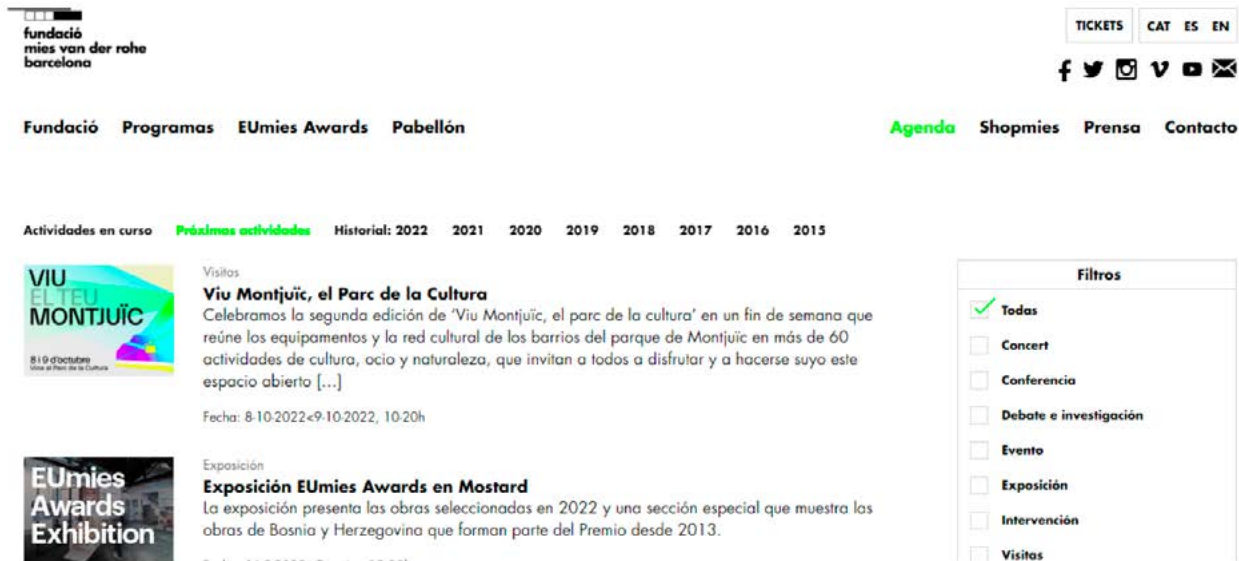 fundació
mies van der rohe
barcelona
TICKETS
CAT ES EN
Fundació Programas EUmies Awards Pabellón
Agenda Shopmies Prensa Contacto
Actividades en curso Próximas actividades Historial: 2022 2021 2020 2019 2018 2017 2016 2015
VIU
EL TEU
MONTJUÏC
8 i 9 d'octubre
Viu al Parc de la Cultura
Visitas
Viu Montjuïc, el Parc de la Cultura
Celebramos la segunda edición de ‘Viu Montjuïc, el parc de la cultura’ en un fin de semana que
reúne los equipamentos y la red cultural de los barrios del parque de Montjuïc en más de 60
actividades de cultura, ocio y naturaleza, que invitan a todos a disfrutar y a hacerse suyo este
espacio abierto [...]
Fecha: 8-10-2022<9-10-2022, 10-20h
EUmies
Awards
Exhibition
Exposición
Exposición EUmies Awards en Mostard
La exposición presenta las obras seleccionadas en 2022 y una sección especial que muestra las
obras de Bosnia y Herzegovina que forman parte del Premio desde 2013.
Filtros
Todas
Concert
Conferencia
Debate e investigación
Evento
Exposición
Intervención
Visitas